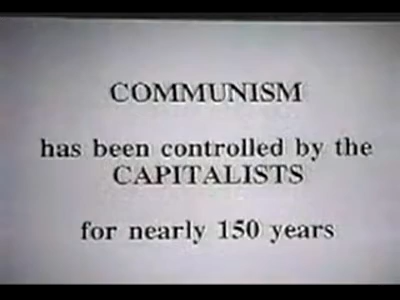 COMMUNISM
has been controlled by the
CAPITALISTS
for nearly 150 years